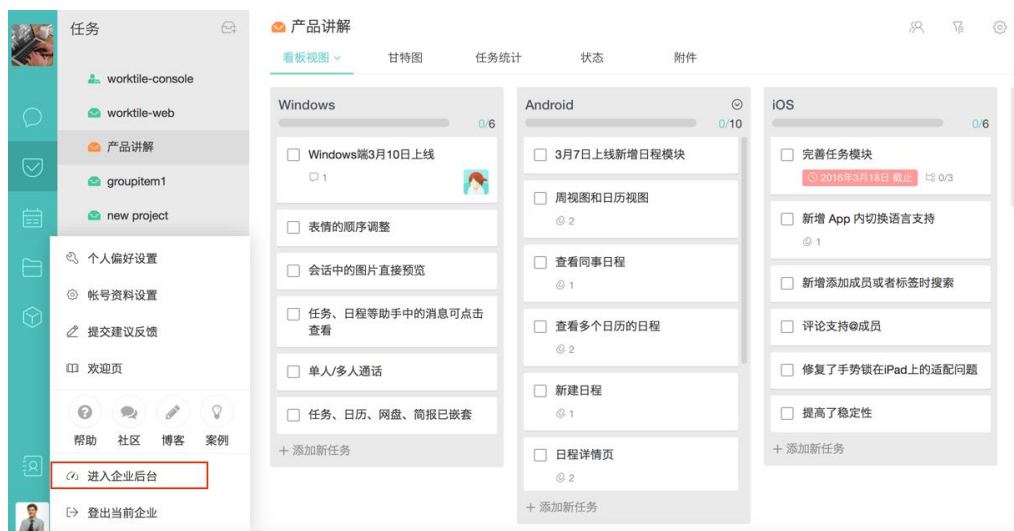 任务
worktile-console
worktile-web
产品讲解
groupitem1
new project
个人偏好设置
帐号资料设置
提交建议反馈
欢迎页
帮助 社区 博客 案例
进入企业后台
登出当前企业
产品讲解
看板视图 甘特图 任务统计 状态 附件
Windows
0/6
Windows端3月10日上线
1
表情的顺序调整
会话中的图片直接预览
任务、日程等助手中的消息可点击
查看
单人/多人通话
任务、日历、网盘、简报已嵌套
+ 添加新任务
Android
0/10
3月7日上线新增日程模块
周视图和日历视图
2
查看同事日程
1
查看多个日历的日程
2
新建日程
1
日程详情页
2
+ 添加新任务
iOS
0/6
完善任务模块
2016年3月18日 截止 0/3
新增 App 内切换语言支持
1
新增添加成员或者标签时搜索
评论支持@成员
修复了手势锁在iPad上的适配问题
提高了稳定性
+ 添加新任务